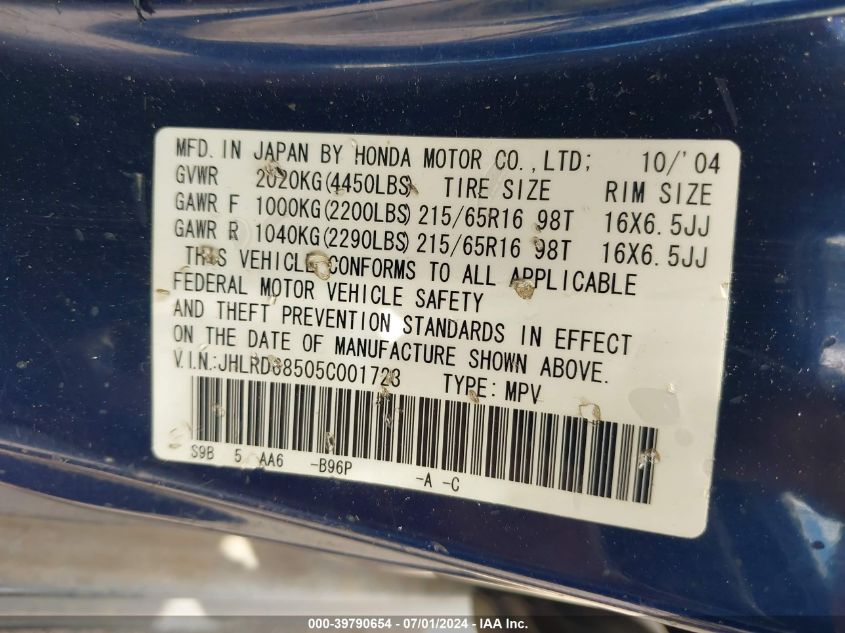 MFD. IN JAPAN BY HONDA MOTOR CO., LTD; 10/'04
GVWR 2020KG(4450LBS) TIRE SIZE RIM SIZE
GAWR F 1000KG(2200LBS) 215/65R16 98T 16X6.5JJ
GAWR R 1040KG(2290LBS) 215/65R16 98T 16X6.5JJ
THIS VEHICLE CONFORMS TO ALL APPLICABLE
FEDERAL MOTOR VEHICLE SAFETY
AND THEFT PREVENTION STANDARDS IN EFFECT
ON THE DATE OF MANUFACTURE SHOWN ABOVE.
V.I.N.:JHLRD68505C001723 TYPE: MPV
S9B 5 AA6 -B96P -A -C
000-39790654 - 07/01/2024 - IAA Inc.